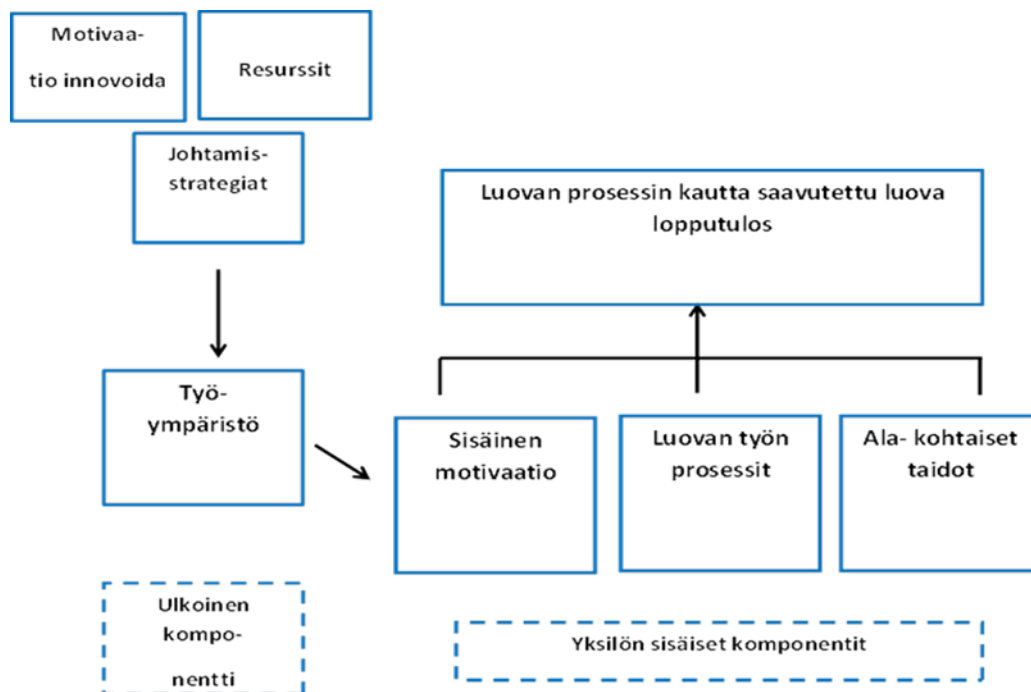 Motivaa-
tio innovoida
Resurssit
Johtamis-
strategiat
Luovan prosessin kautta saavutettu luova
lopputulos
Työ-
ympäristö
Sisäinen
motivaatio
Luovan työn
prosessit
Ala- kohtaiset
taidot
Ulkoinen
kompo-
nentti
Yksilön sisäiset komponentit